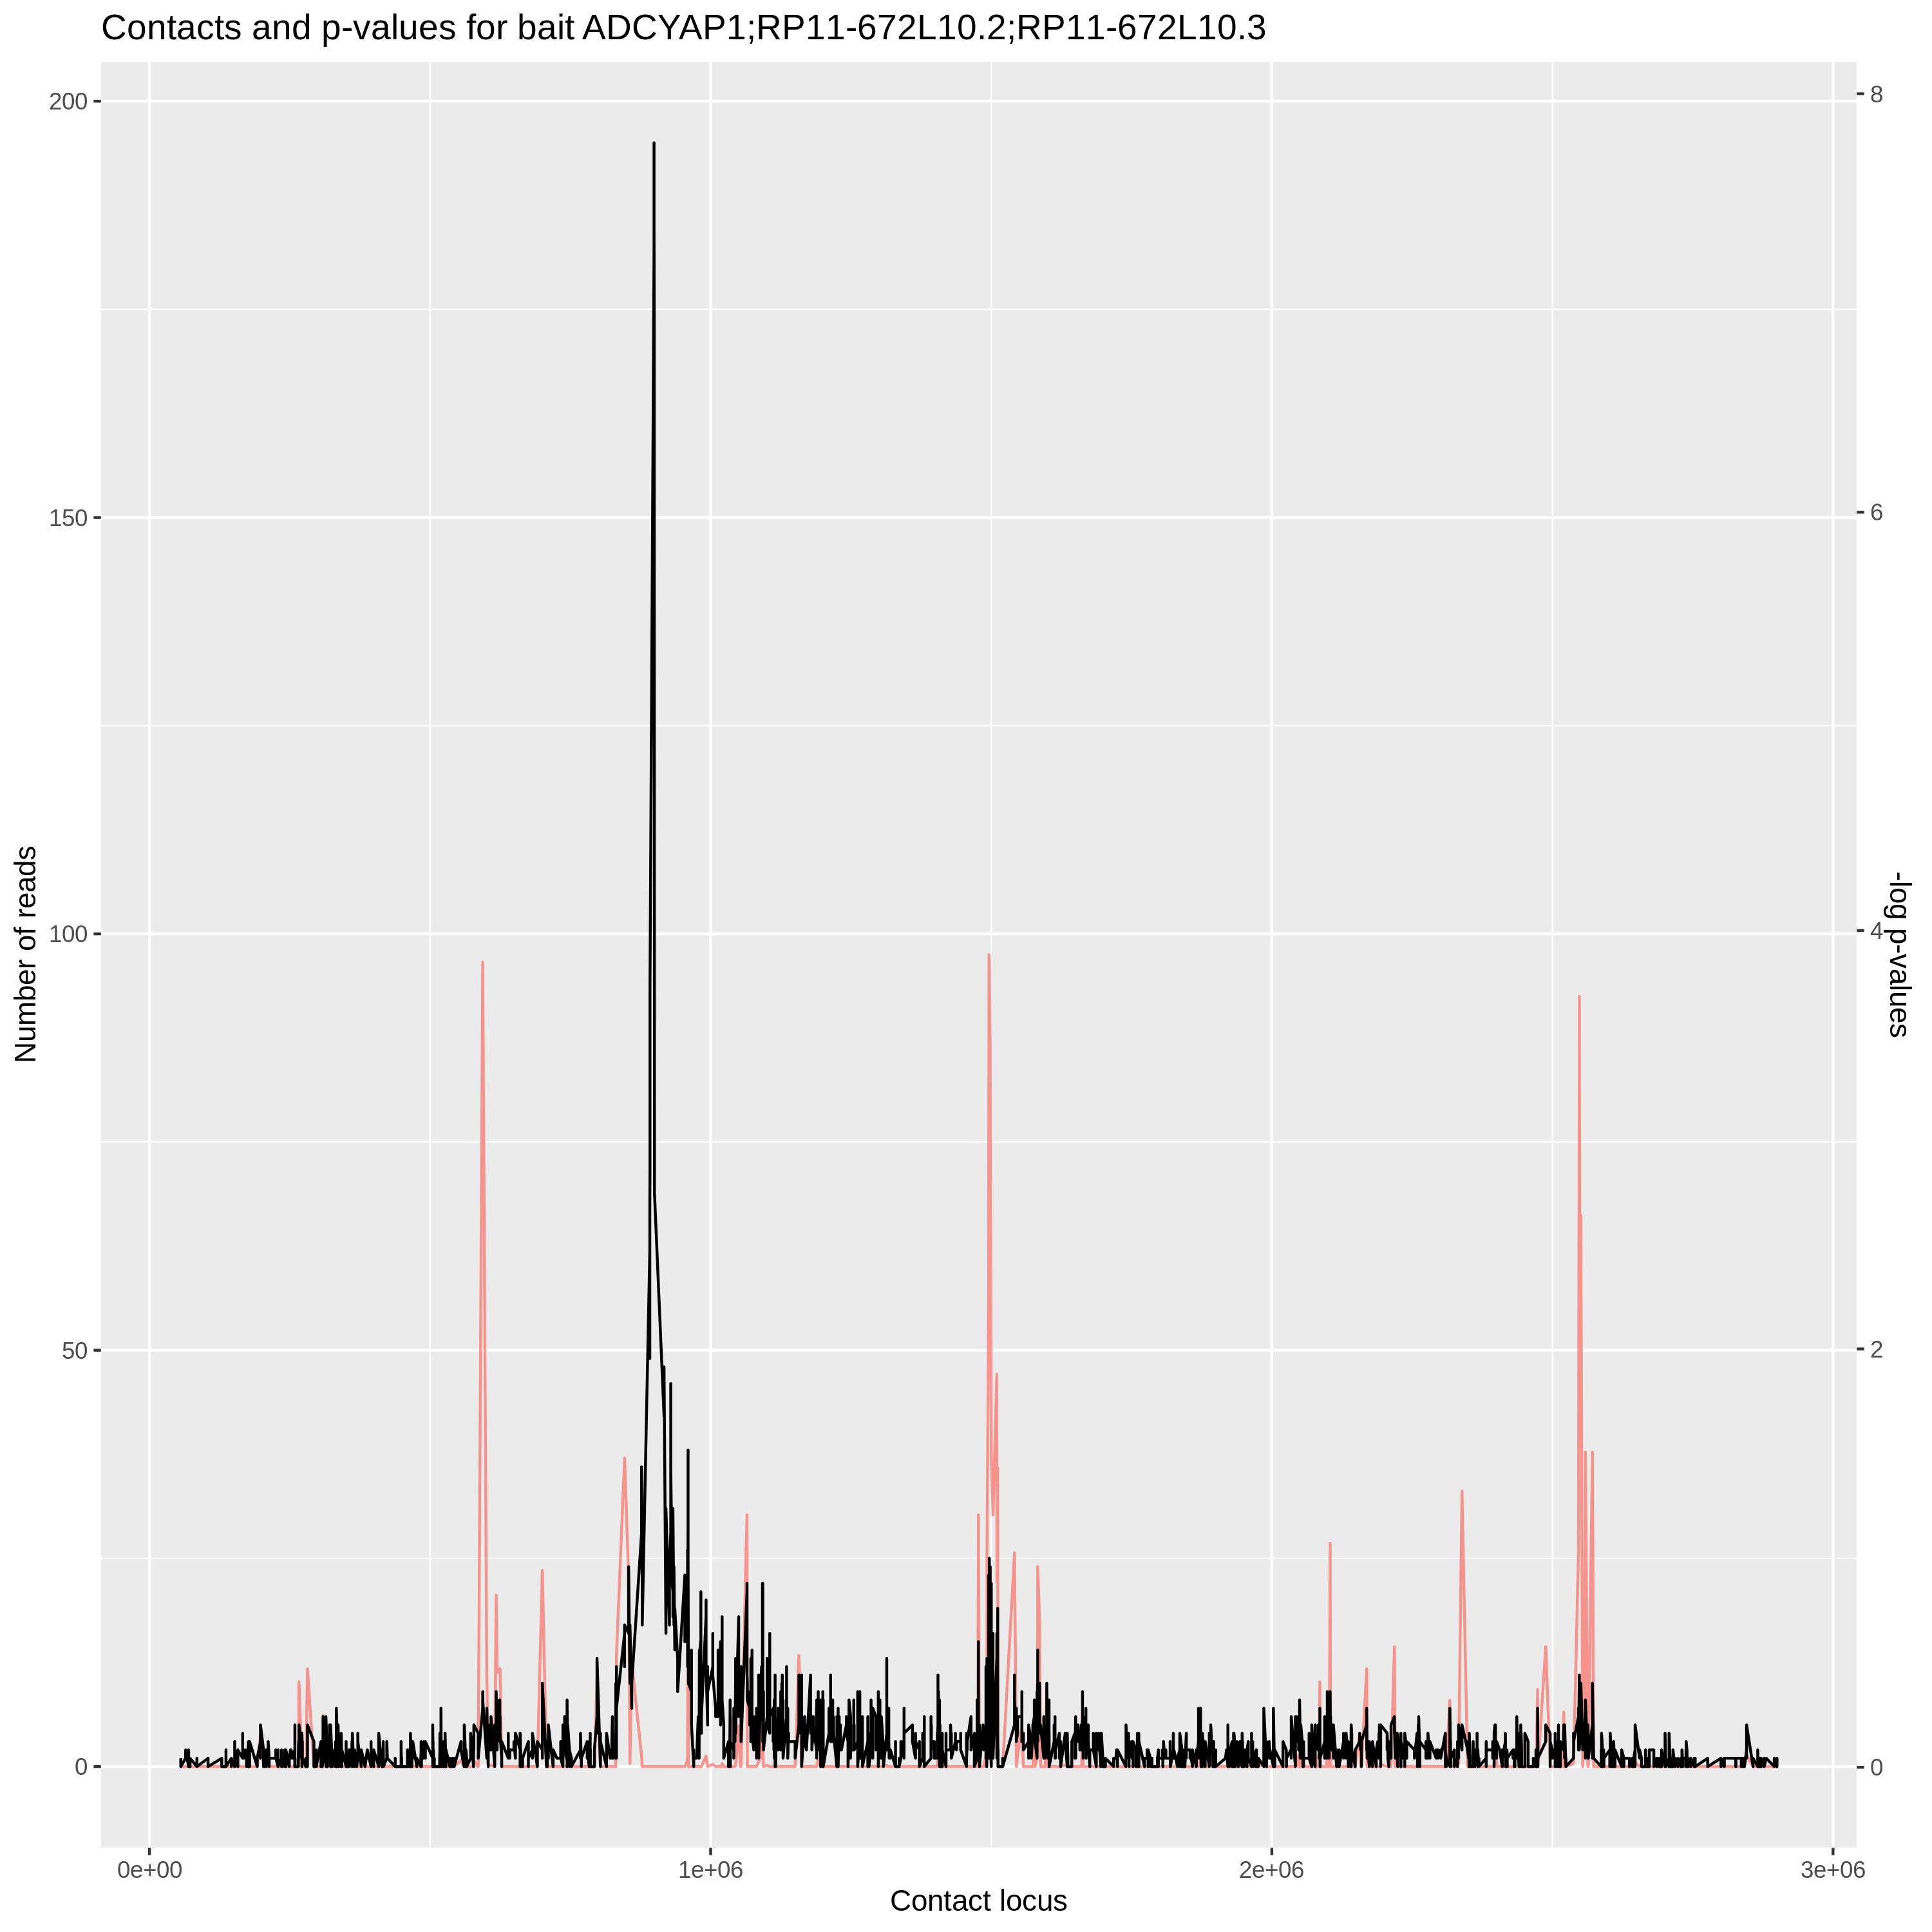 Contacts and p-values for bait ADCYAP1;RP11-672L10.2;RP11-672L10.3
200
150
100
50
0
Number of reads
8
6
4
2
0
-log p-values
0e+00
1e+06
2e+06
3e+06
Contact locus